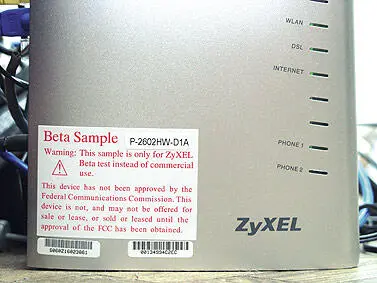 WLAN
DSL
INTERNET
PHONE 1
PHONE 2
Beta Sample P-2602HW-D1A
Warning: This sample is only for ZyXEL
Beta test instead of commercial
use.
This device has not been approved by the
Federal Communications Commission. This
device is not, and may not be offered for
sale or lease, or sold or leased until the
approval of the FCC has been obtained.
S060216023661
00134994C2EC
ZyXEL